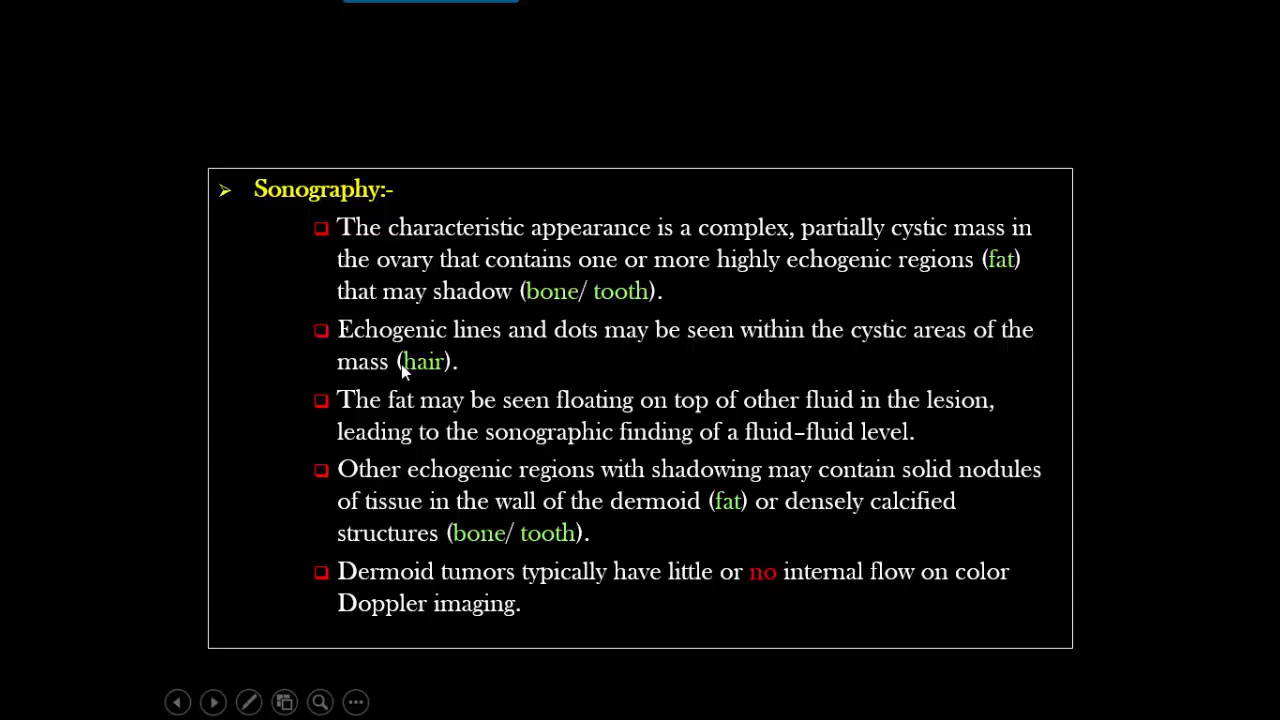 Sonography:-
The characteristic appearance is a complex, partially cystic mass in
the ovary that contains one or more highly echogenic regions (fat)
that may shadow (bone/ tooth).
Echogenic lines and dots may be seen within the cystic areas of the
mass (hair).
The fat may be seen floating on top of other fluid in the lesion,
leading to the sonographic finding of a fluid–fluid level.
Other echogenic regions with shadowing may contain solid nodules
of tissue in the wall of the dermoid (fat) or densely calcified
structures (bone/ tooth).
Dermoid tumors typically have little or no internal flow on color
Doppler imaging.